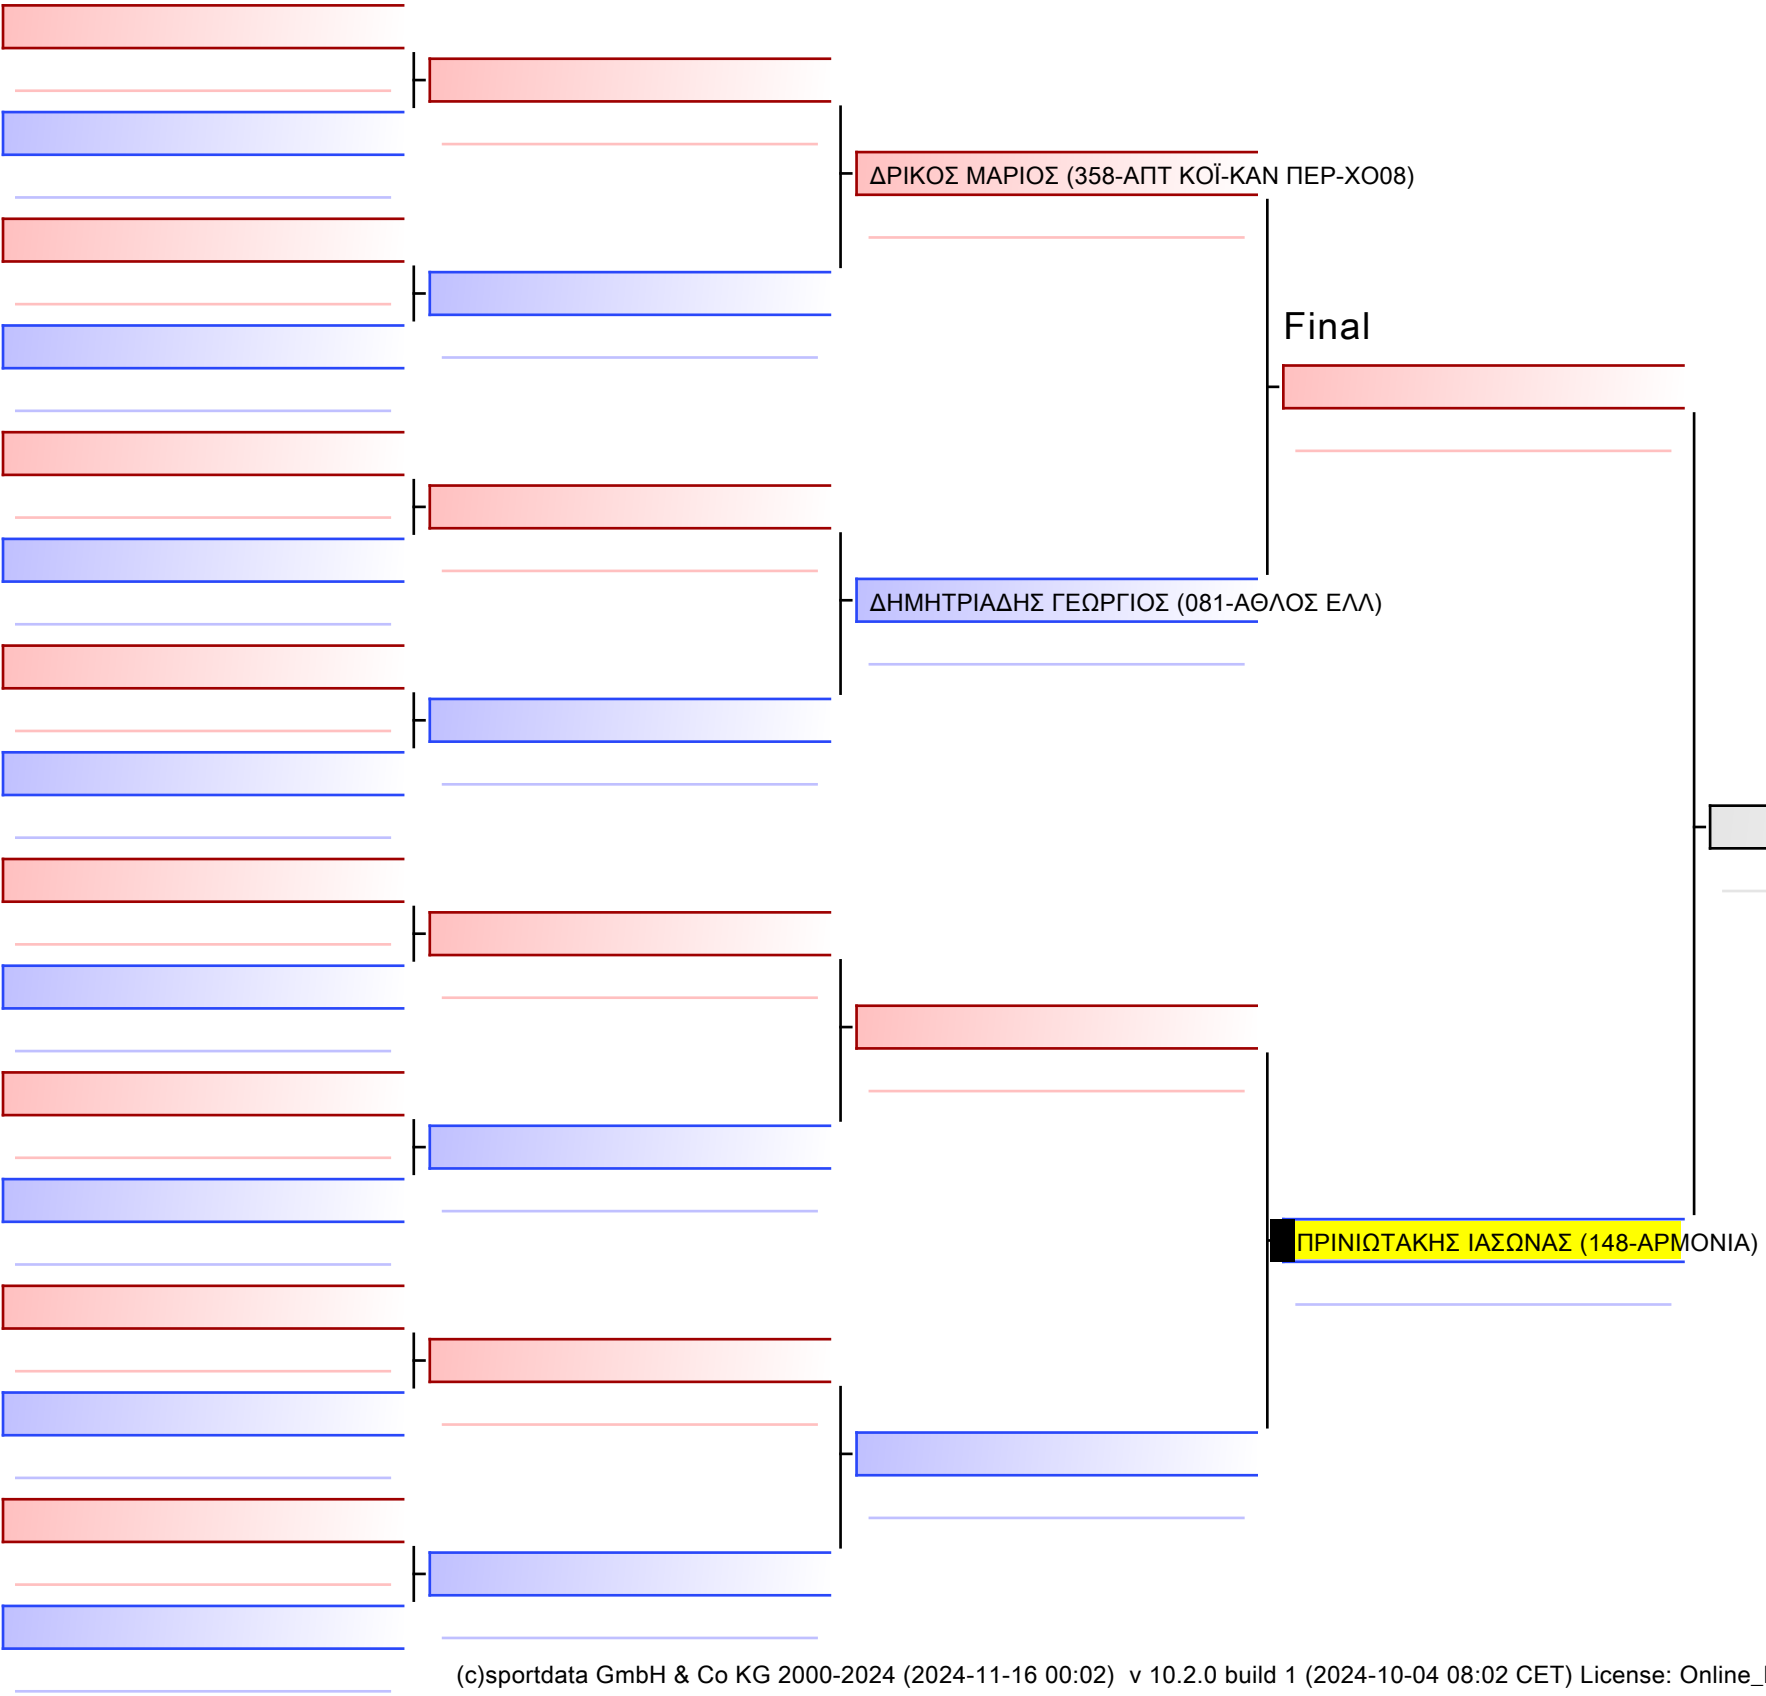 ΔΡΙΚΟΣ ΜΑΡΙΟΣ (358-ΑΠΤ ΚΟΪ-ΚΑΝ ΠΕΡ-ΧΟ08)
Final
ΔΗΜΗΤΡΙΑΔΗΣ ΓΕΩΡΓΙΟΣ (081-ΑΘΛΟΣ ΕΛΛ)
ΠΡΙΝΙΩΤΑΚΗΣ ΙΑΣΩΝΑΣ (148-ΑΡΜΟΝΙΑ)
(c)sportdata GmbH & Co KG 2000-2024 (2024-11-16 00:02) v 10.2.0 build 1 (2024-10-04 08:02 CET) License: Online_